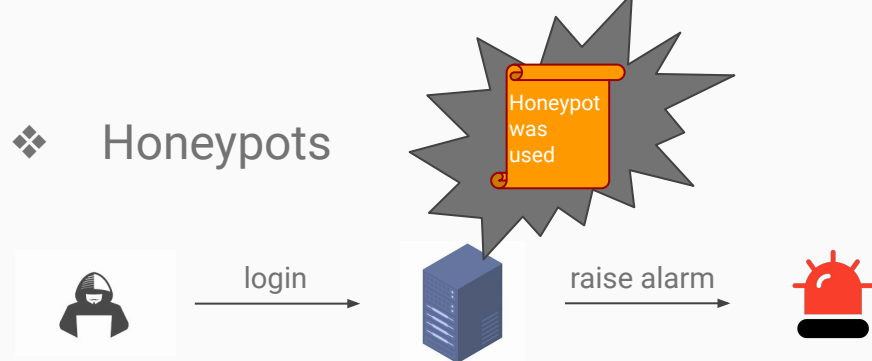 Honeypots
Honeypot
was
used
login
raise alarm